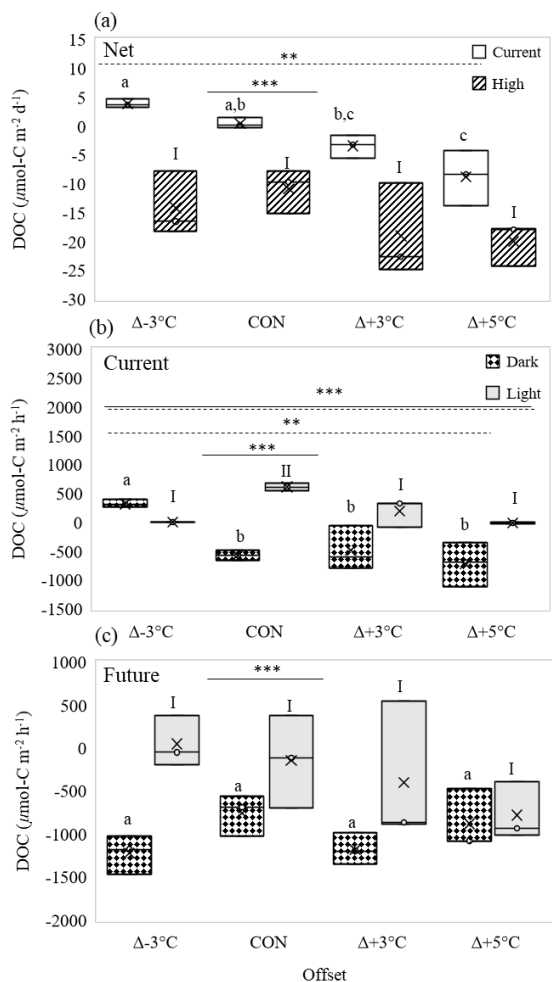 (a)
Net
Current
High
**
***
a
a,b
b,c
c
I
I
I
I
15
10
5
0
-5
-10
-15
-20
-25
-30
DOC (µmol-C m⁻² d⁻¹)
Δ-3°C CON Δ+3°C Δ+5°C
(b)
Current
Dark
Light
***
**
***
a
I
b
II
b
I
b
I
3000
2500
2000
1500
1000
500
0
-500
-1000
-1500
DOC (µmol-C m⁻² h⁻¹)
Δ-3°C CON Δ+3°C Δ+5°C
(c)
Future
***
a
I
a
I
a
I
a
I
1000
500
0
-500
-1000
-1500
-2000
DOC (µmol-C m⁻² h⁻¹)
Δ-3°C CON Δ+3°C Δ+5°C
Offset